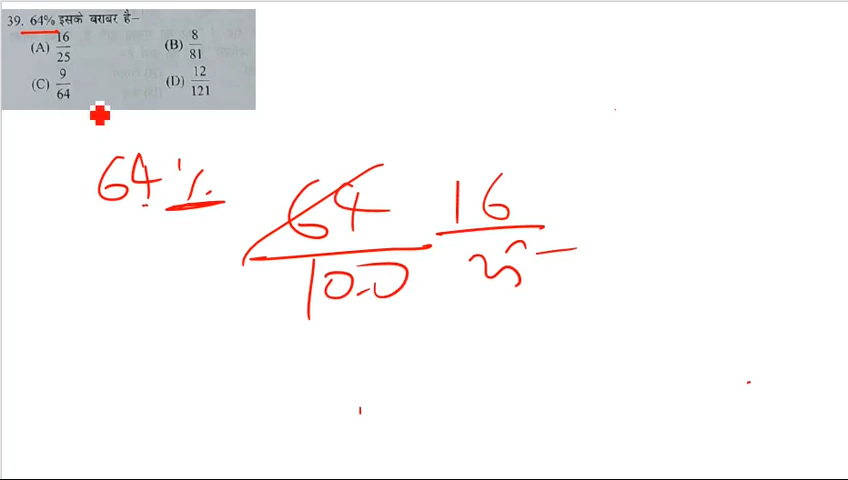 39. 64% इसके बराबर है–
(A) 16/25 (B) 8/81
(C) 9/64 (D) 12/121
64%
64/100 16/25